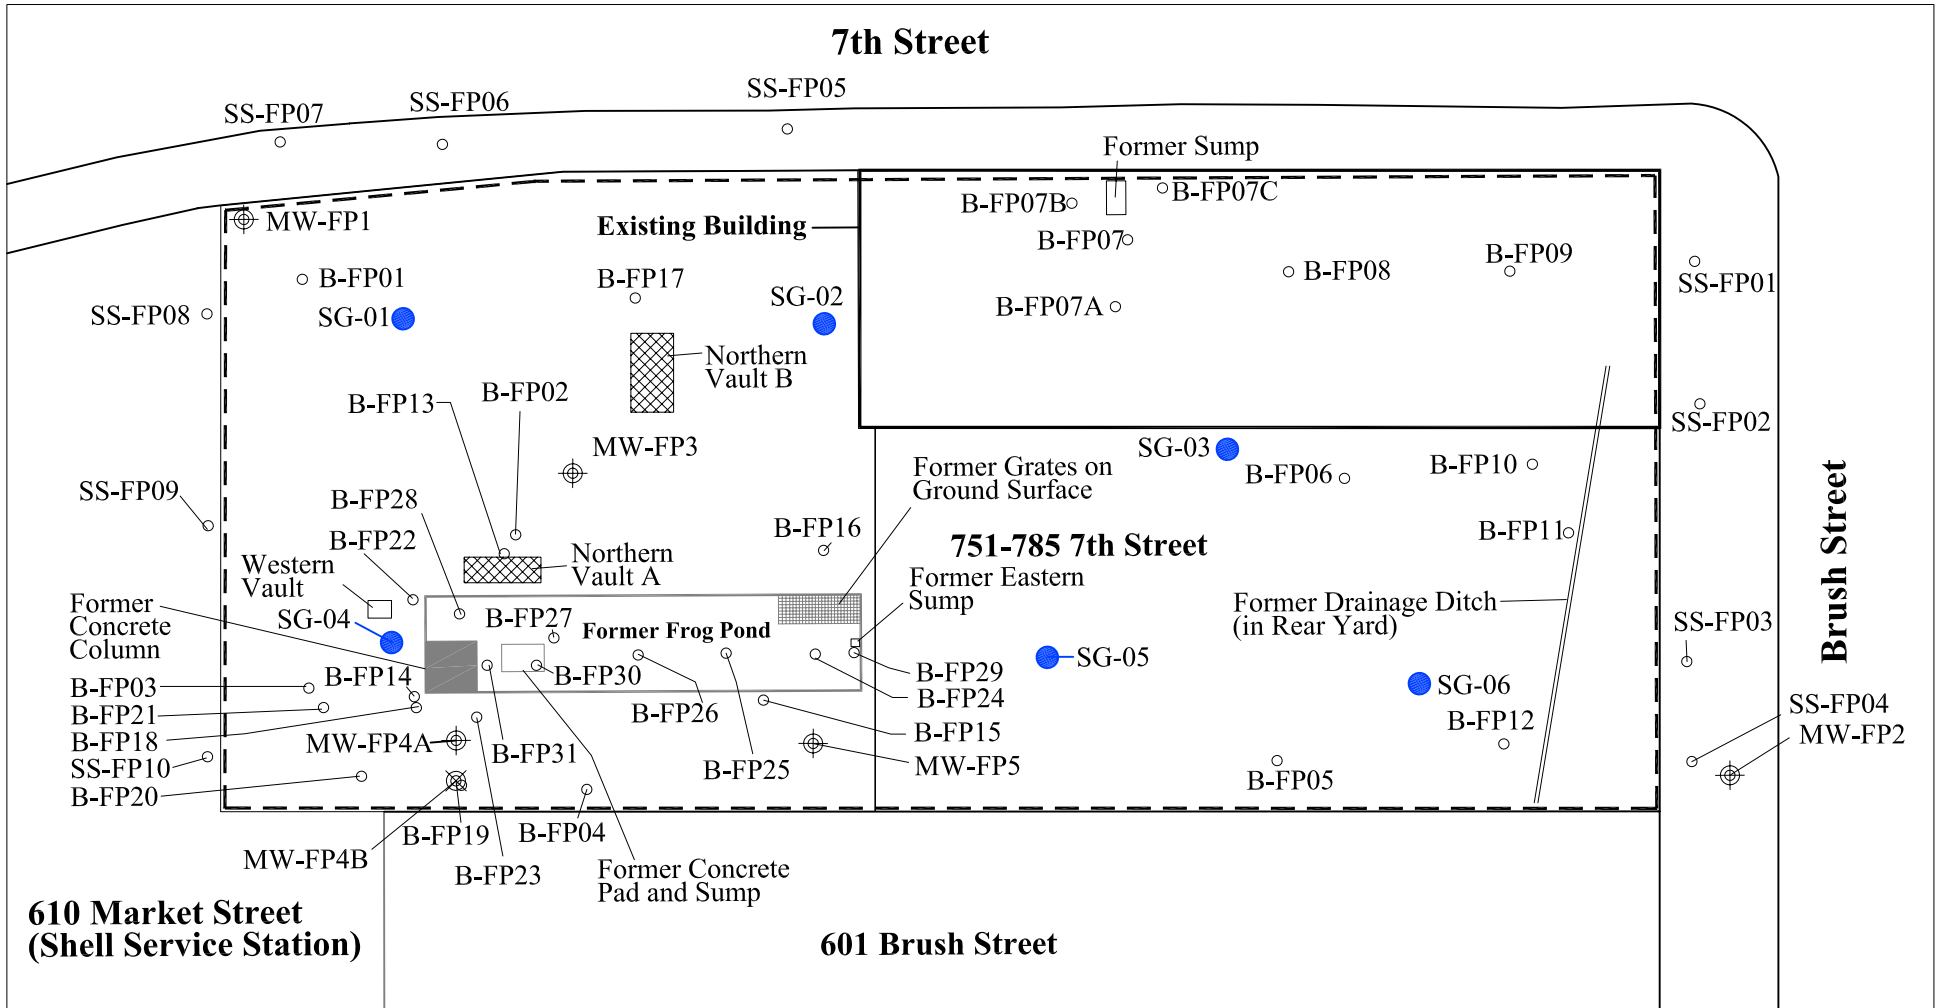 7th Street
SS-FP05
SS-FP06
SS-FP07
Former Sump
B-FP07C
B-FP07B
MW-FP1
Existing Building
B-FP07
B-FP09
B-FP08
SS-FP01
B-FP01
B-FP17
SG-02
B-FP07A
SS-FP08
SG-01
Northern
Vault B
B-FP02
B-FP13
SS-FP02
MW-FP3
SG-03
Former Grates on
Ground Surface
B-FP06
B-FP10
SS-FP09
B-FP28
B-FP22
B-FP16
751-785 7th Street
B-FP11
Brush Street
Western
Vault
Northern
Vault A
Former Eastern
Sump
Former
Concrete
Column
SG-04
B-FP27
Former Frog Pond
Former Drainage Ditch
(in Rear Yard)
SS-FP03
SG-05
B-FP29
B-FP30
B-FP14
B-FP03
B-FP24
SG-06
B-FP26
B-FP21
SS-FP04
B-FP12
B-FP18
MW-FP4A
B-FP31
B-FP15
MW-FP2
SS-FP10
B-FP25
MW-FP5
B-FP05
B-FP20
B-FP19
B-FP04
MW-FP4B
B-FP23
Former Concrete
Pad and Sump
610 Market Street
(Shell Service Station)
601 Brush Street